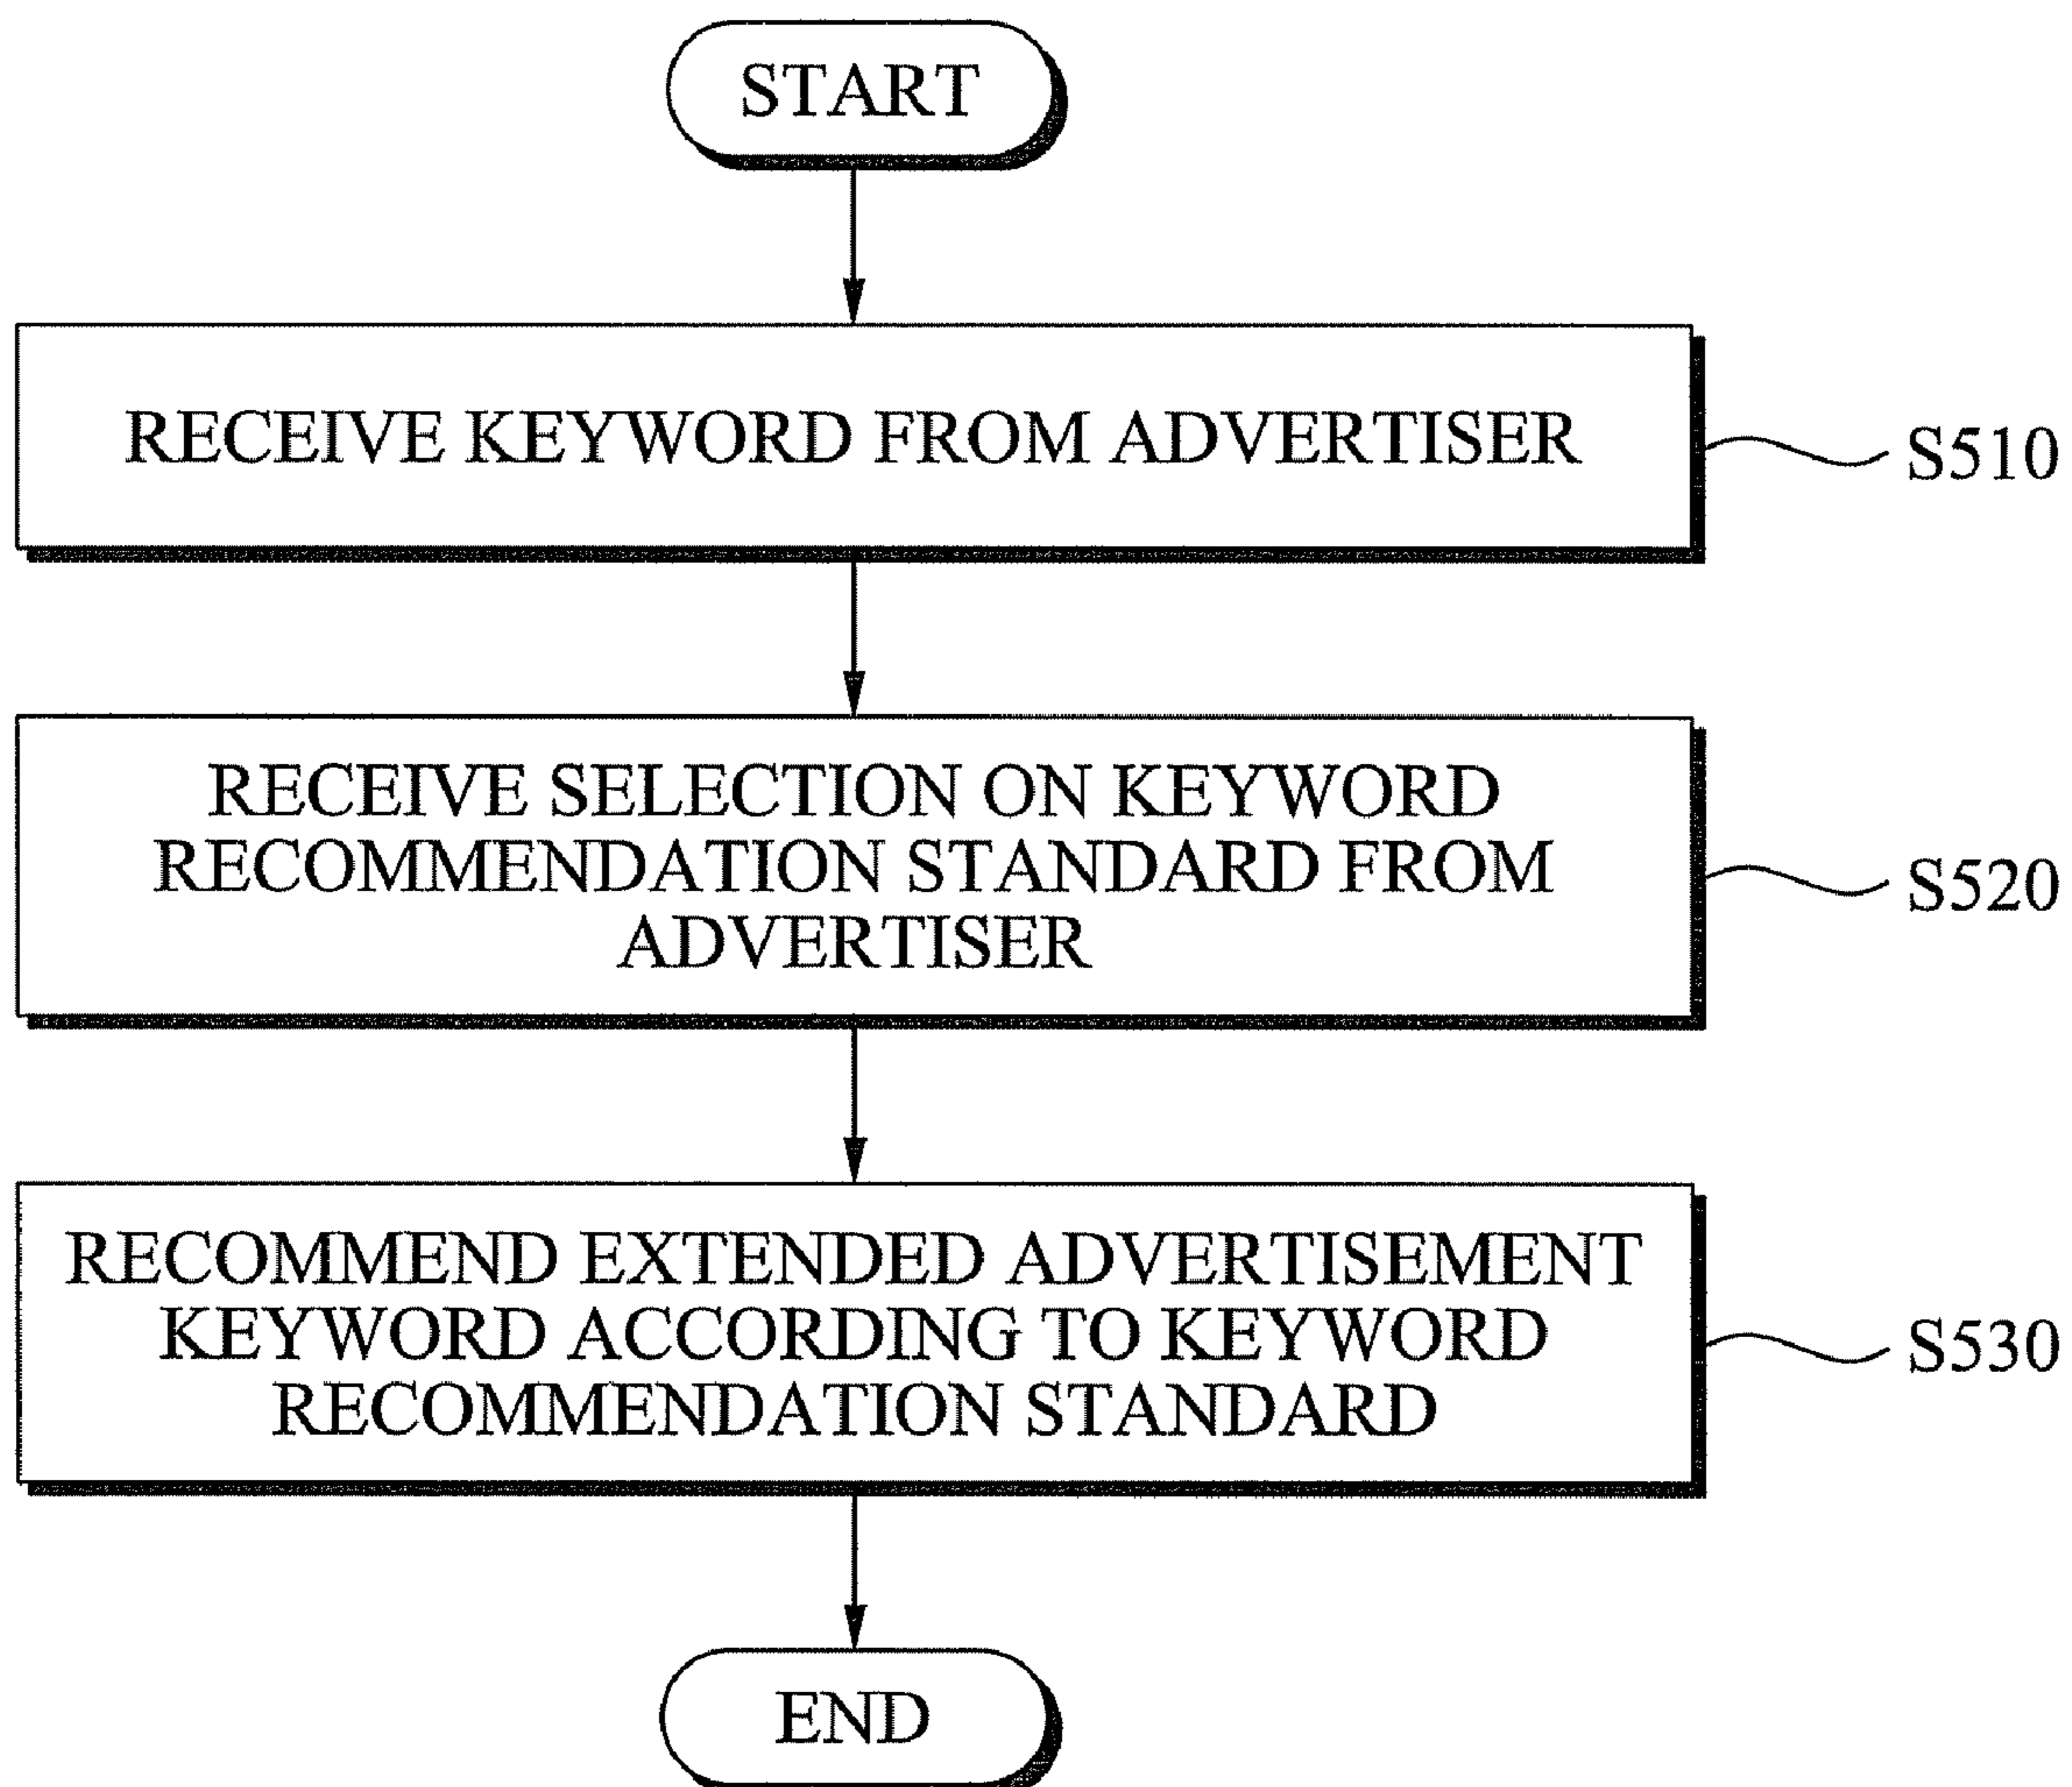 START
RECEIVE KEYWORD FROM ADVERTISER
S510
RECEIVE SELECTION ON KEYWORD
RECOMMENDATION STANDARD FROM
ADVERTISER
S520
RECOMMEND EXTENDED ADVERTISEMENT
KEYWORD ACCORDING TO KEYWORD
RECOMMENDATION STANDARD
S530
END